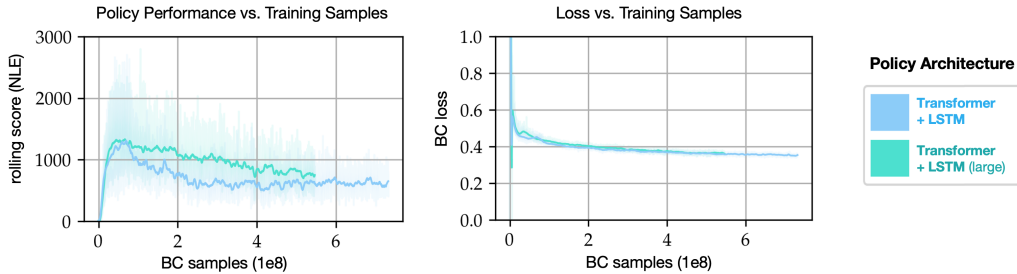 Policy Performance vs. Training Samples
rolling score (NLE)
3000
2000
1000
0
0
2
4
6
BC samples (1e8)
Loss vs. Training Samples
BC loss
1.0
0.8
0.6
0.4
0.2
0.0
0
2
4
6
BC samples (1e8)
Policy Architecture
Transformer
+ LSTM
Transformer
+ LSTM (large)